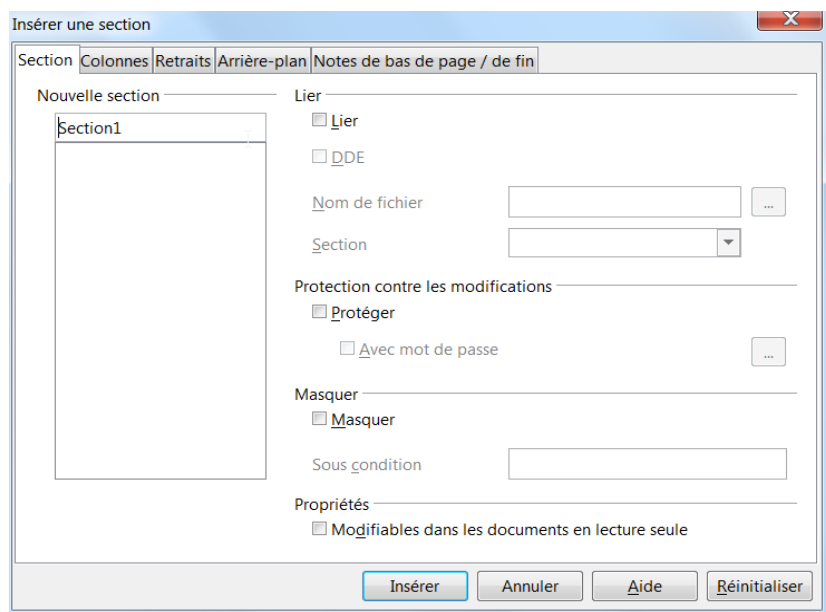 Insérer une section
Section Colonnes Retraits Arrière-plan Notes de bas de page / de fin
Nouvelle section
Section1
Lier
Lier
DDE
Nom de fichier
...
Section
Protection contre les modifications
Protéger
Avec mot de passe
...
Masquer
Masquer
Sous condition
Propriétés
Modifiables dans les documents en lecture seule
Insérer Annuler Aide Réinitialiser